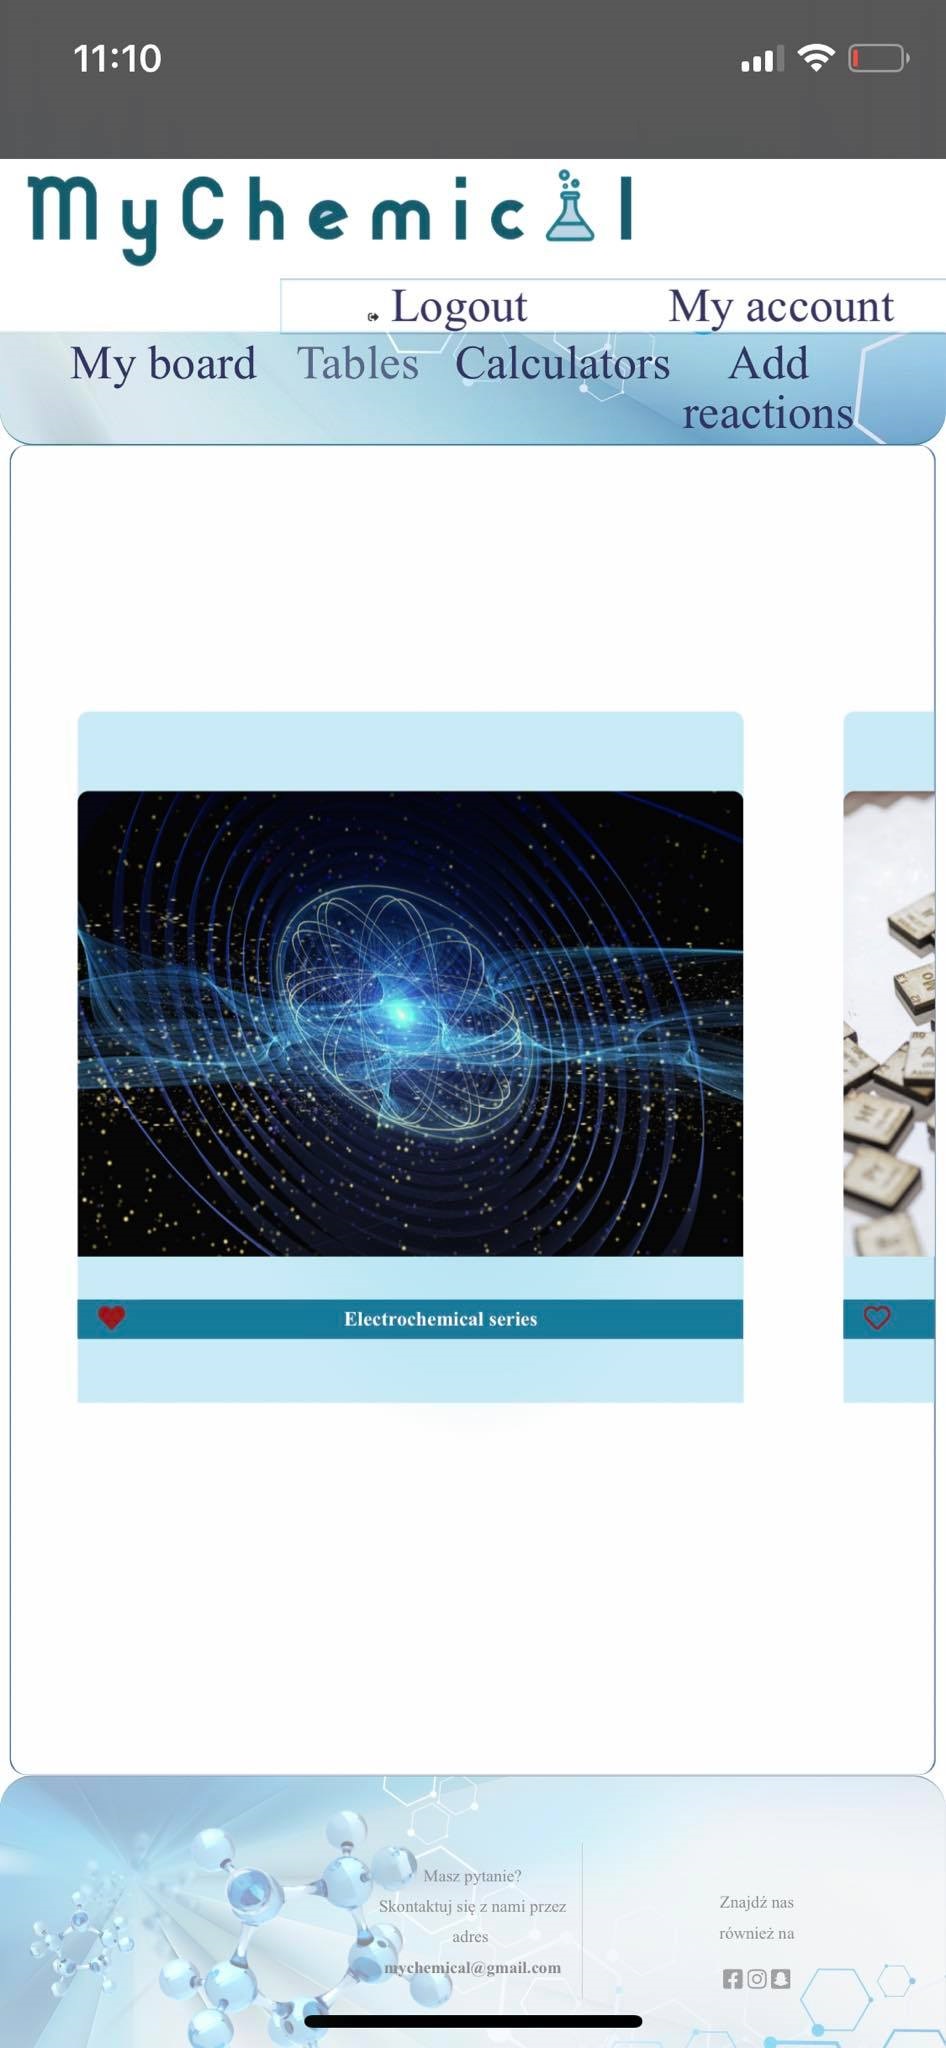 11:10
MyChemical
Logout My account
My board Tables Calculators Add
reactions
Electrochemical series
Masz pytanie?
Skontaktuj się z nami przez
adres
mychemical@gmail.com
Znajdź nas
również na